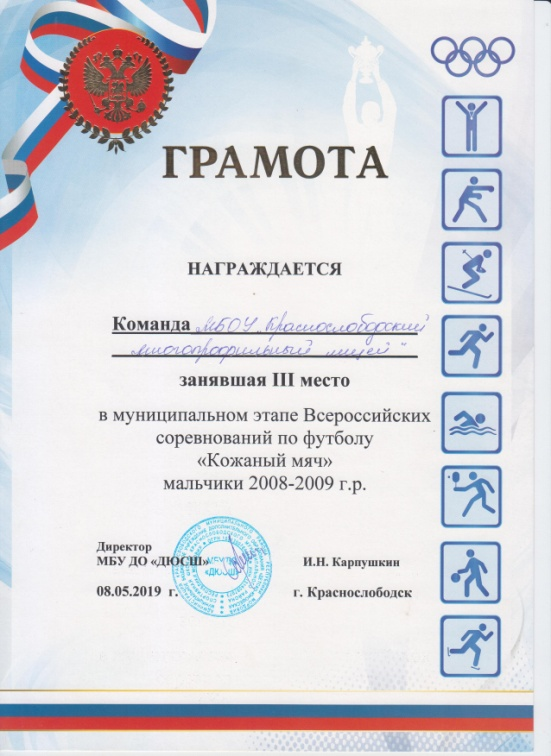 ГРАМОТА
НАГРАЖДАЕТСЯ
Команда „МБОУ „Краснослободский
многопрофильный лицей"
занявшая III место
в муниципальном этапе Всероссийских
соревнований по футболу
«Кожаный мяч»
мальчики 2008-2009 г.р.
Директор
МБУ ДО «ДЮСШ» И.Н. Карпушкин
«ДЮСШ»
08.05.2019 г. г. Краснослободск